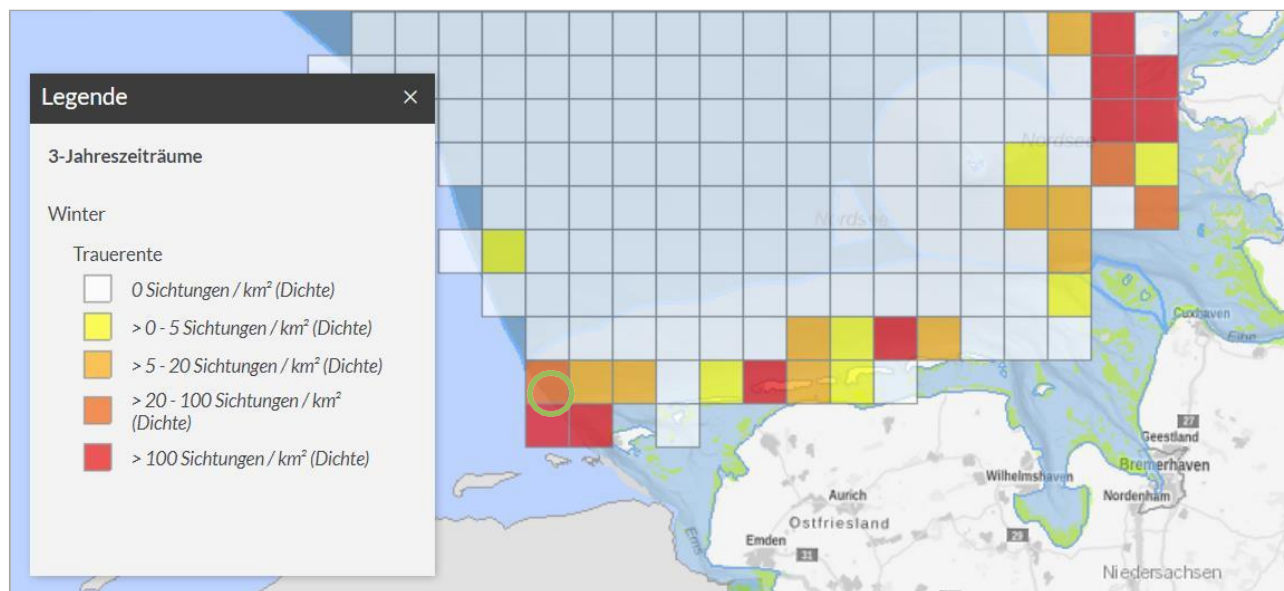 Legende ×
3-Jahreszeiträume
Winter
Trauerente
0 Sichtungen / km² (Dichte)
> 0 - 5 Sichtungen / km² (Dichte)
> 5 - 20 Sichtungen / km² (Dichte)
> 20 - 100 Sichtungen / km²
(Dichte)
> 100 Sichtungen / km² (Dichte)
Nordsee
Nordsee
Cuxhaven
Elbe
27
Geestland
Bremerhaven
Wilhelmshaven
Nordenham
Aurich
Ostfriesland
29
Emden
31
Ems
Niedersachsen